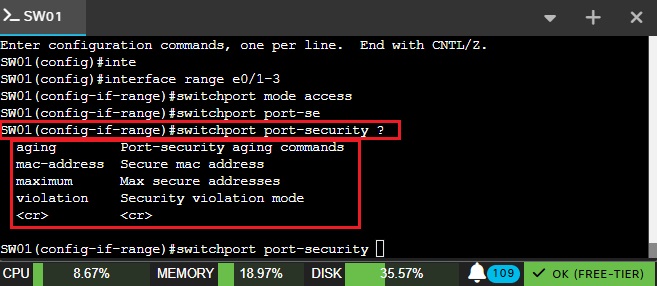 SW01
Enter configuration commands, one per line.  End with CNTL/Z.
SW01(config)#inte
SW01(config)#interface range e0/1-3
SW01(config-if-range)#switchport mode access
SW01(config-if-range)#switchport port-se
SW01(config-if-range)#switchport port-security ?
  aging        Port-security aging commands
  mac-address  Secure mac address
  maximum      Max secure addresses
  violation    Security violation mode
  <cr>         <cr>
SW01(config-if-range)#switchport port-security
CPU 8.67% MEMORY 18.97% DISK 35.57% 109 OK (FREE-TIER)